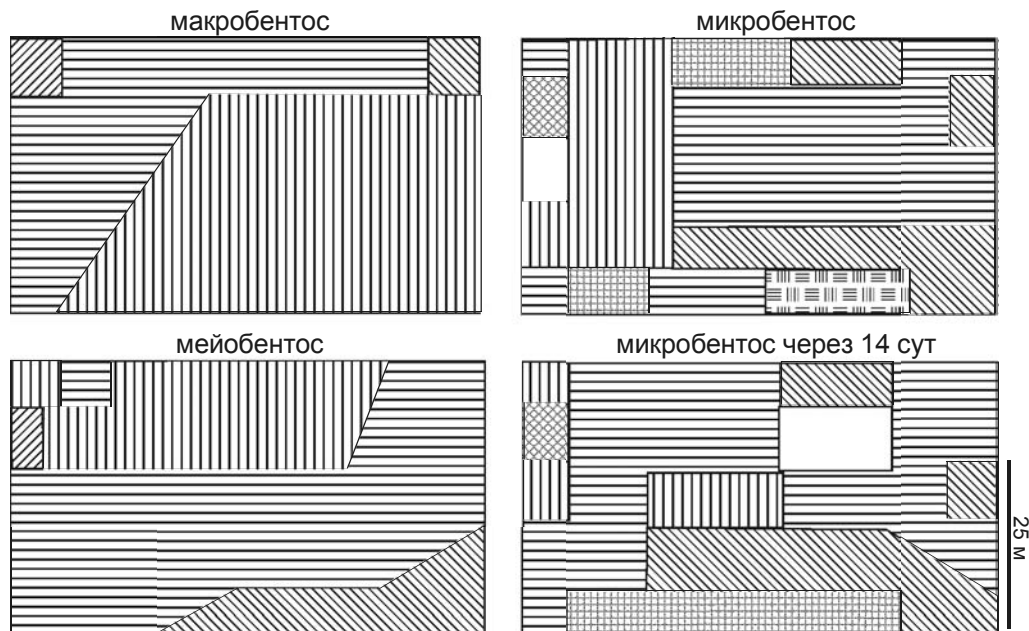 макробентос
микробентос
мейобентос
микробентос через 14 сут
25 м